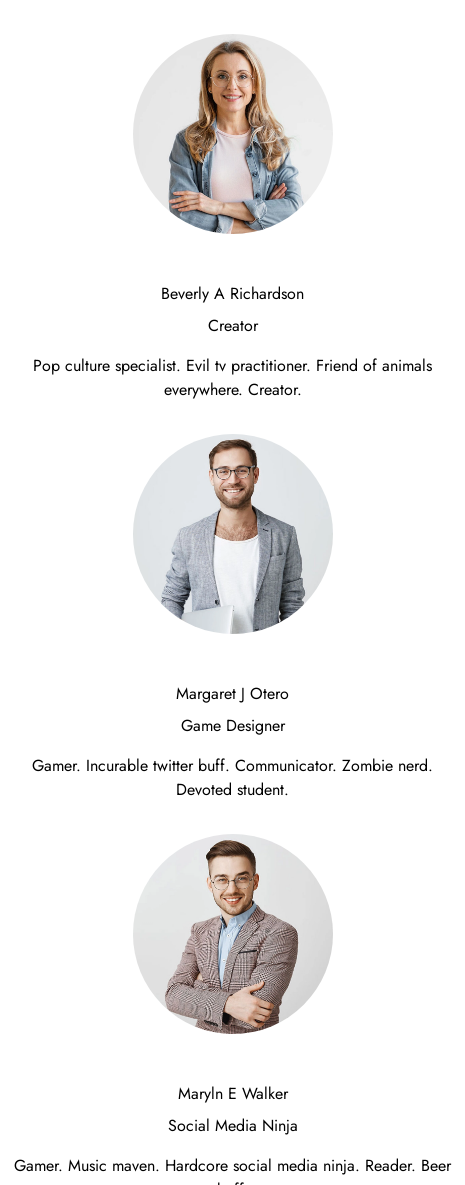 Beverly A Richardson
Creator
Pop culture specialist. Evil tv practitioner. Friend of animals
everywhere. Creator.
Margaret J Otero
Game Designer
Gamer. Incurable twitter buff. Communicator. Zombie nerd.
Devoted student.
Maryln E Walker
Social Media Ninja
Gamer. Music maven. Hardcore social media ninja. Reader. Beer